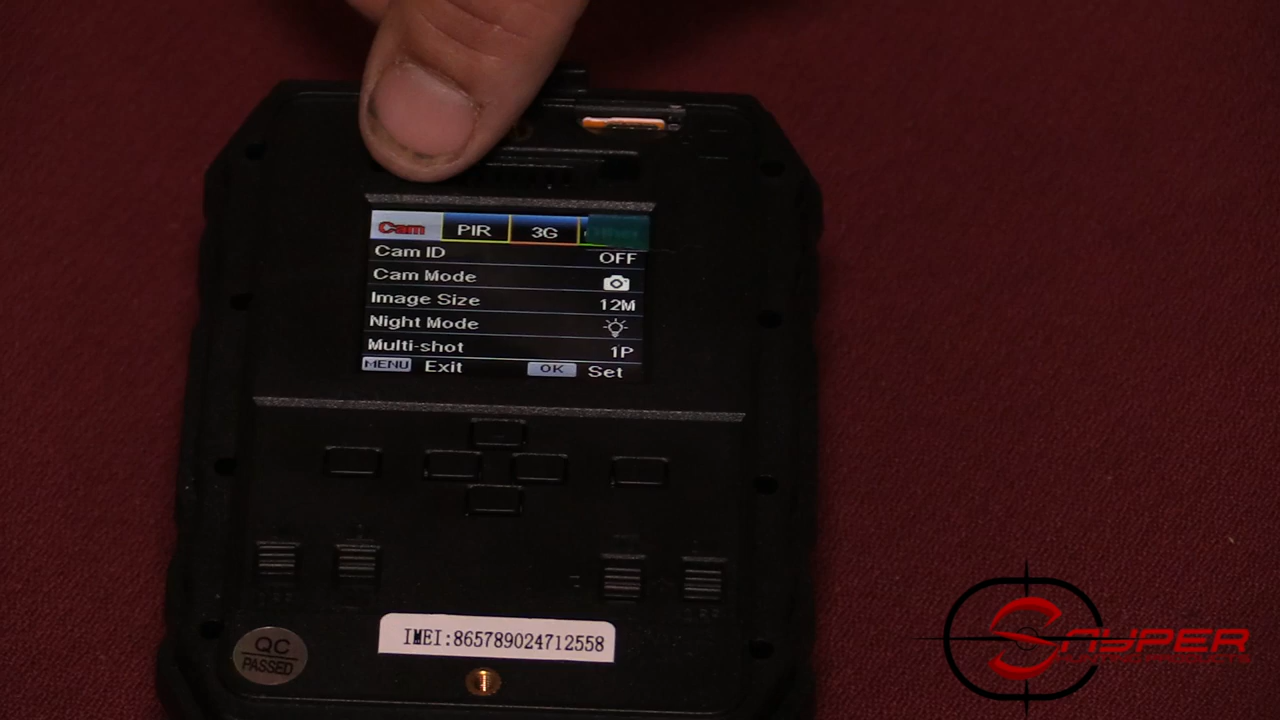 Cam PIR 3G
Cam ID OFF
Cam Mode
Image Size 12M
Night Mode
Multi-shot 1P
MENU Exit OK Set
IMEI:865789024712558
QC
PASSED
SNYPER